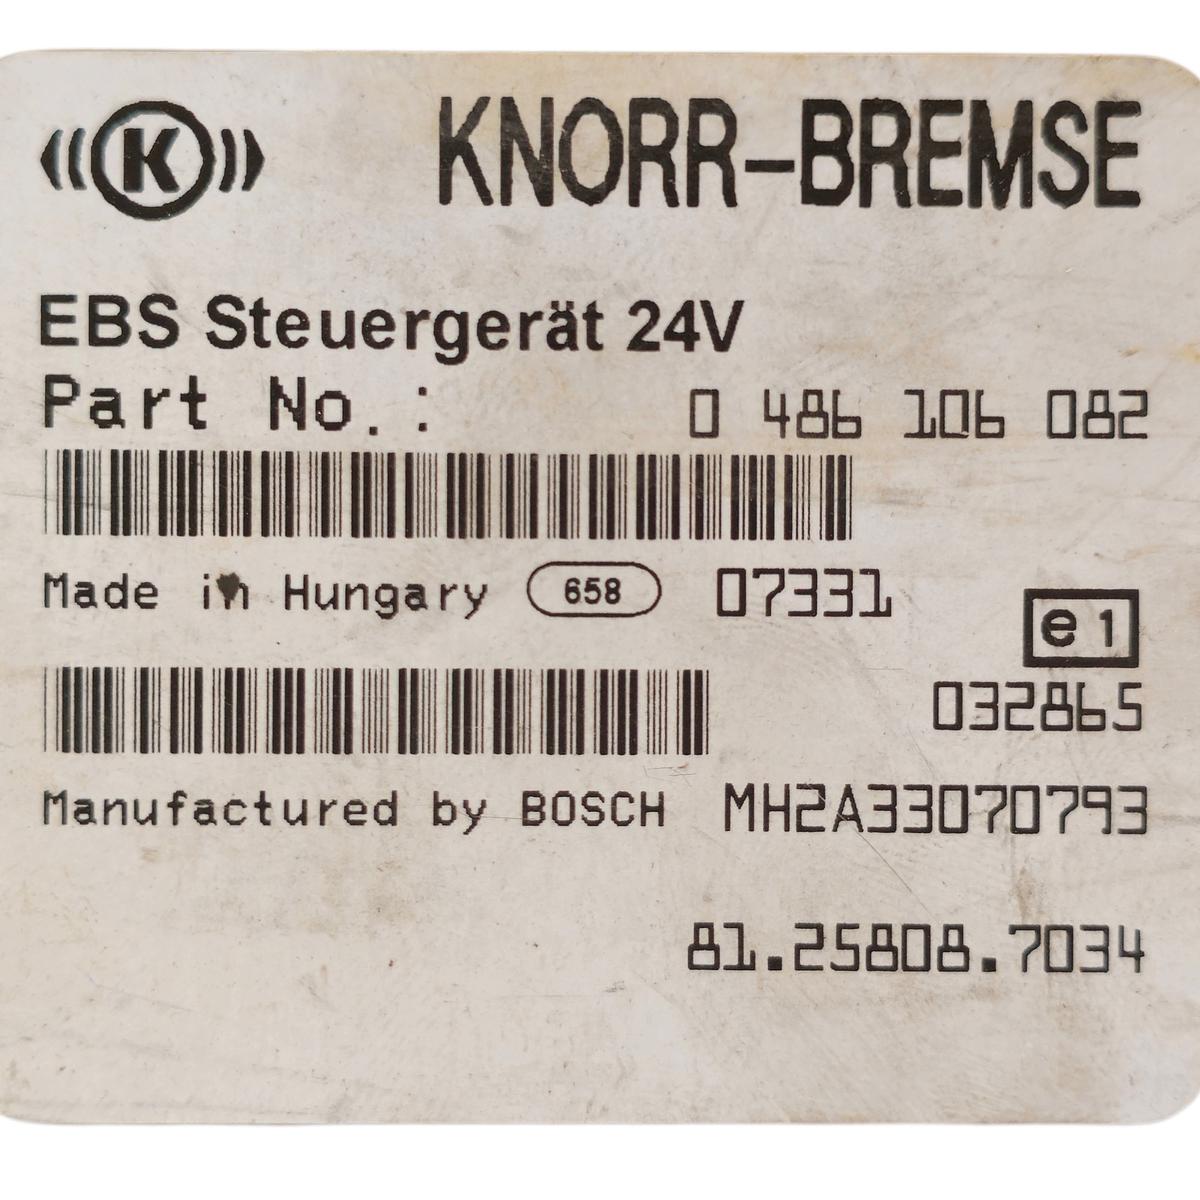 K KNORR-BREMSE
EBS Steuergerät 24V
Part No.: 0 486 106 082
Made in Hungary 658 07331
e1
032865
Manufactured by BOSCH MH2A33070793
81.25808.7034